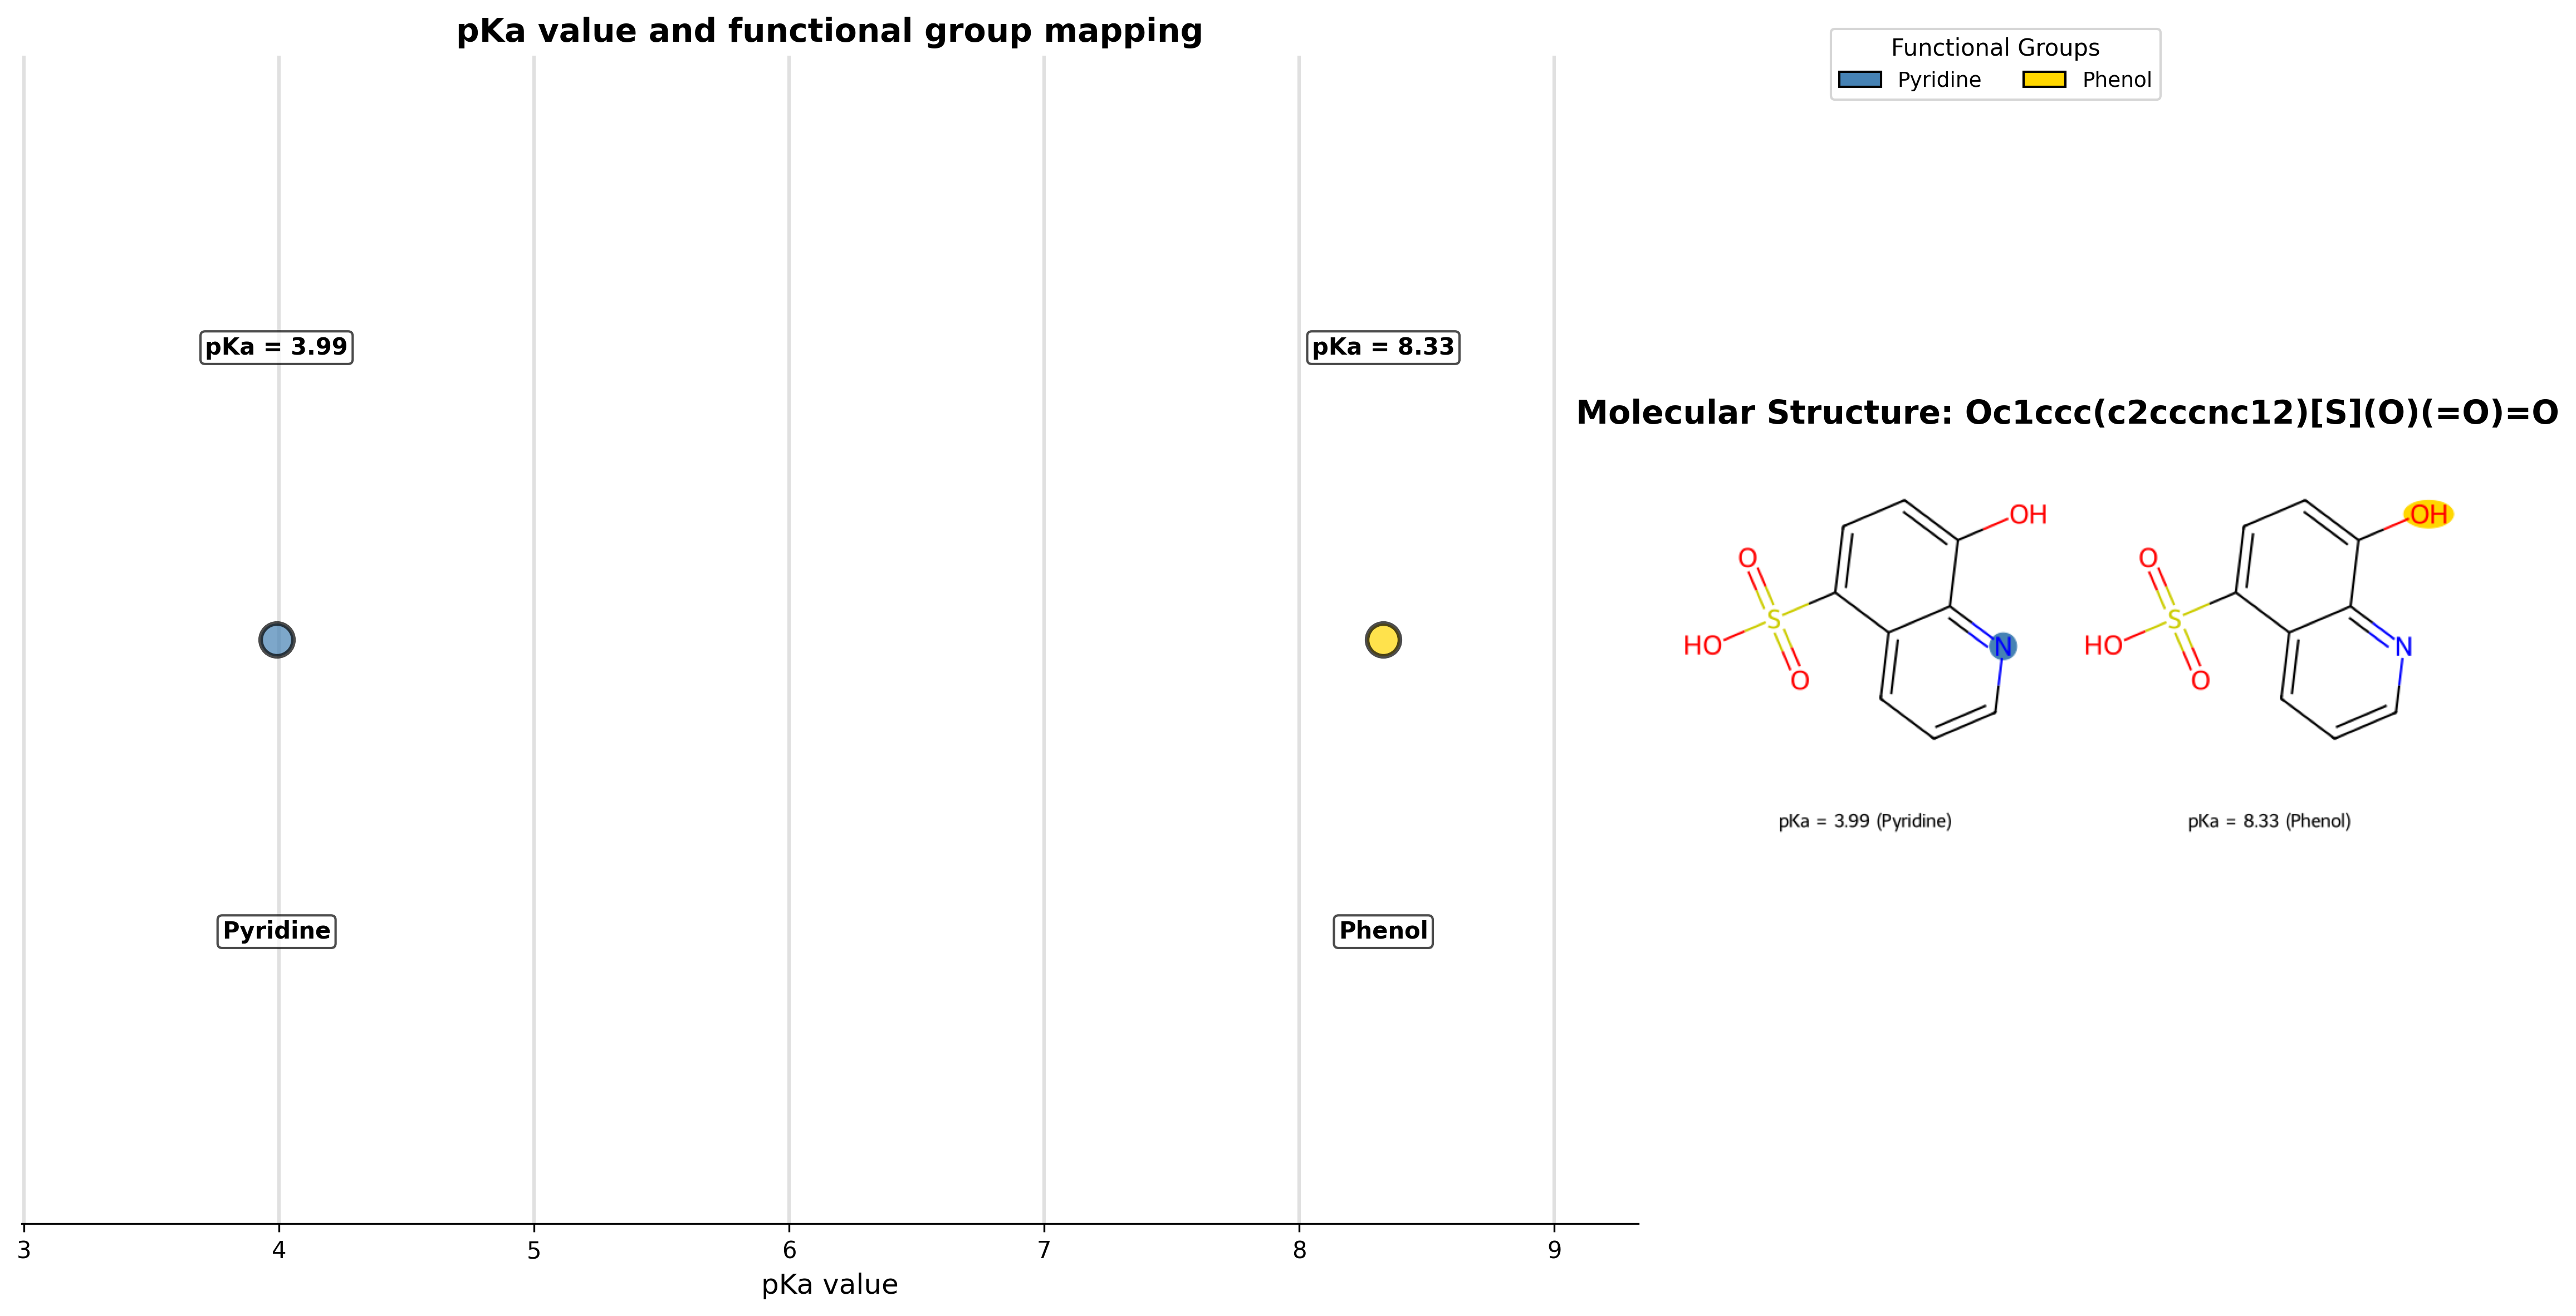 pKa value and functional group mapping
Functional Groups
Pyridine
Phenol
pKa = 3.99
pKa = 8.33
Pyridine
Phenol
3 4 5 6 7 8 9
pKa value
Molecular Structure: Oc1ccc(c2cccnc12)[S](O)(=O)=O
OH
O
S
HO
O
N
OH
O
S
HO
O
N
pKa = 3.99 (Pyridine)
pKa = 8.33 (Phenol)